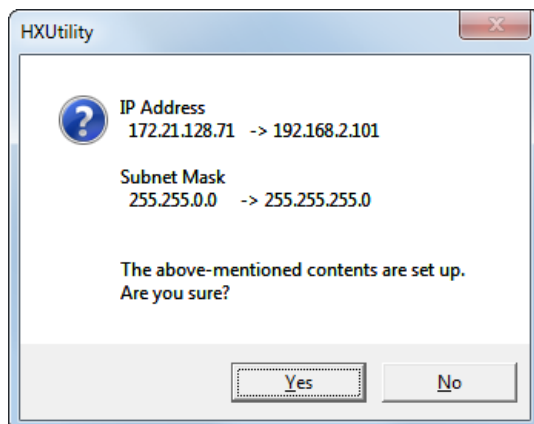 HXUtility
IP Address
172.21.128.71 -> 192.168.2.101
Subnet Mask
255.255.0.0 -> 255.255.255.0
The above-mentioned contents are set up.
Are you sure?
Yes No